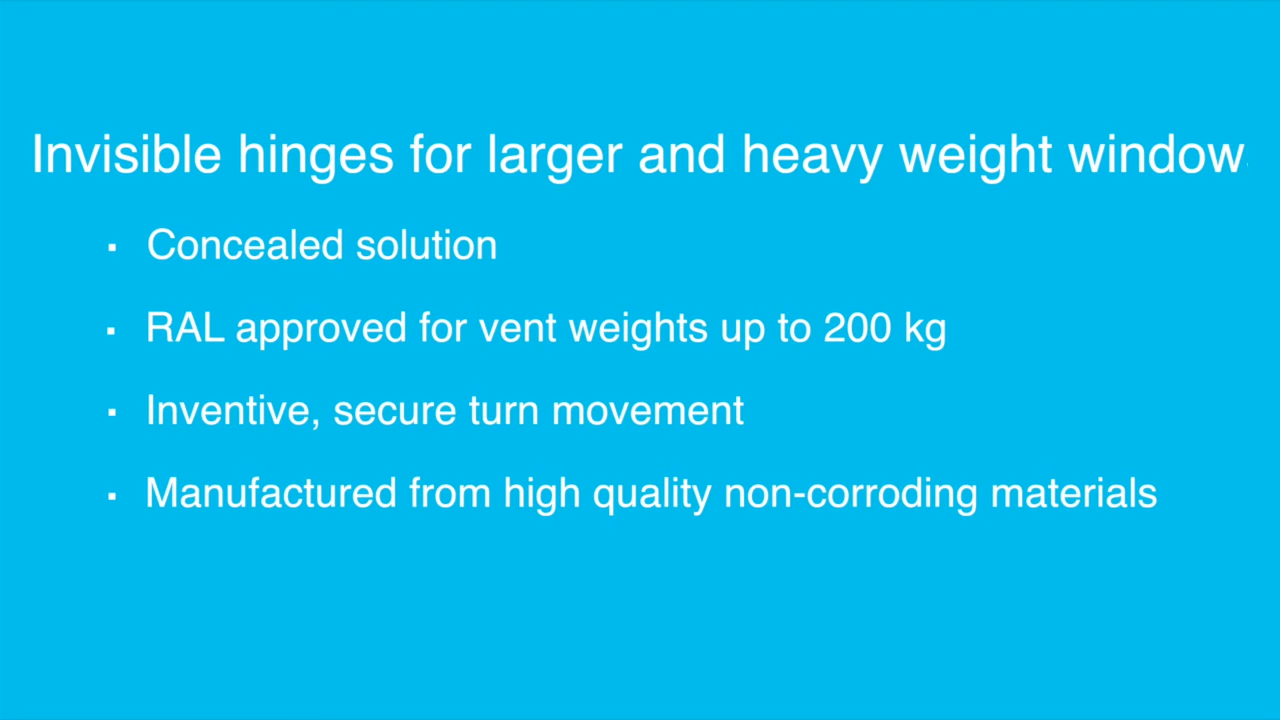 Invisible hinges for larger and heavy weight window
▪ Concealed solution
▪ RAL approved for vent weights up to 200 kg
▪ Inventive, secure turn movement
▪ Manufactured from high quality non-corroding materials